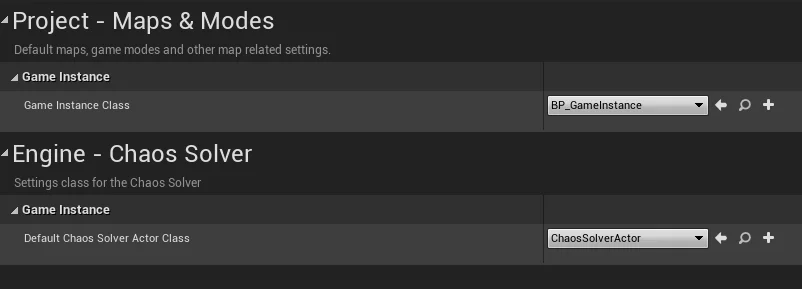 Project - Maps & Modes
Default maps, game modes and other map related settings.
Game Instance
Game Instance Class
BP_GameInstance
Engine - Chaos Solver
Settings class for the Chaos Solver
Game Instance
Default Chaos Solver Actor Class
ChaosSolverActor